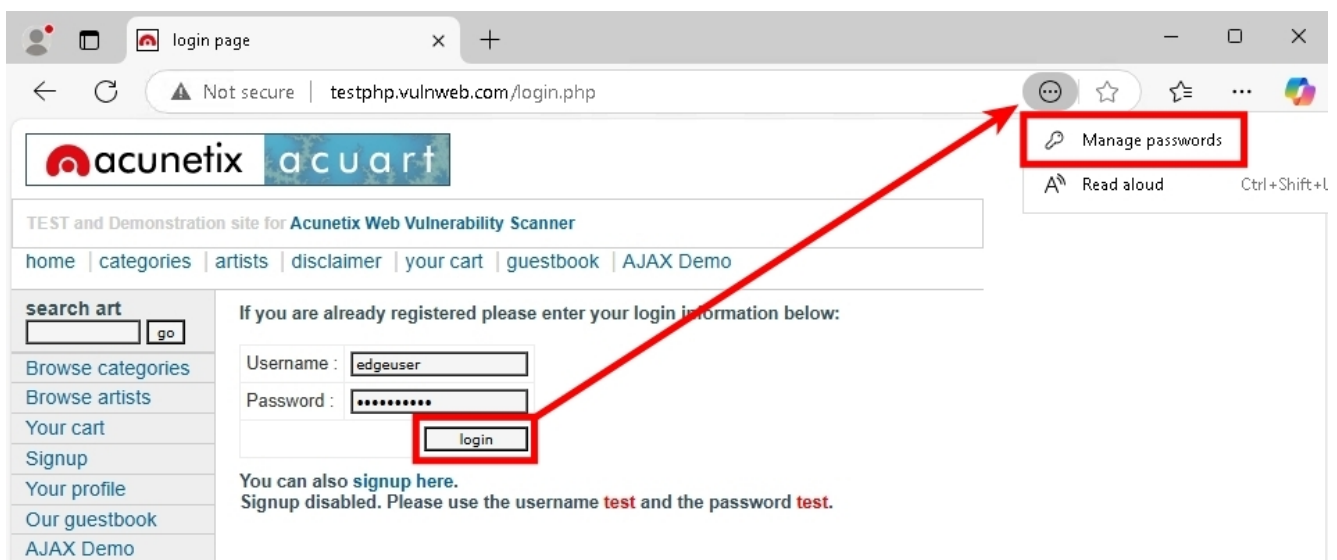 login page
Not secure | testphp.vulnweb.com/login.php
Manage passwords
Read aloud Ctrl+Shift+U
acunetix acuart
TEST and Demonstration site for Acunetix Web Vulnerability Scanner
home | categories | artists | disclaimer | your cart | guestbook | AJAX Demo
search art
go
Browse categories
Browse artists
Your cart
Signup
Your profile
Our guestbook
AJAX Demo
If you are already registered please enter your login information below:
Username : edgeuser
Password : ••••••••••
login
You can also signup here.
Signup disabled. Please use the username test and the password test.